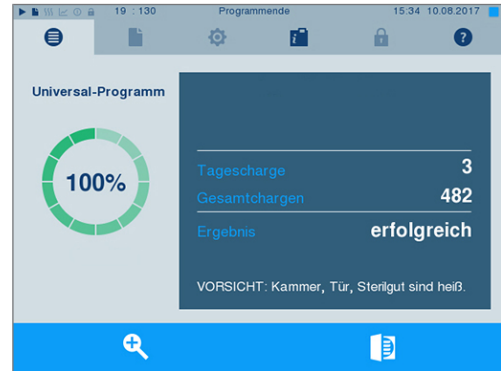 19 : 130 Programmende 15:34 10.08.2017
Universal-Programm
100%
Tagescharge 3
Gesamtchargen 482
Ergebnis erfolgreich
VORSICHT: Kammer, Tür, Sterilgut sind heiß.